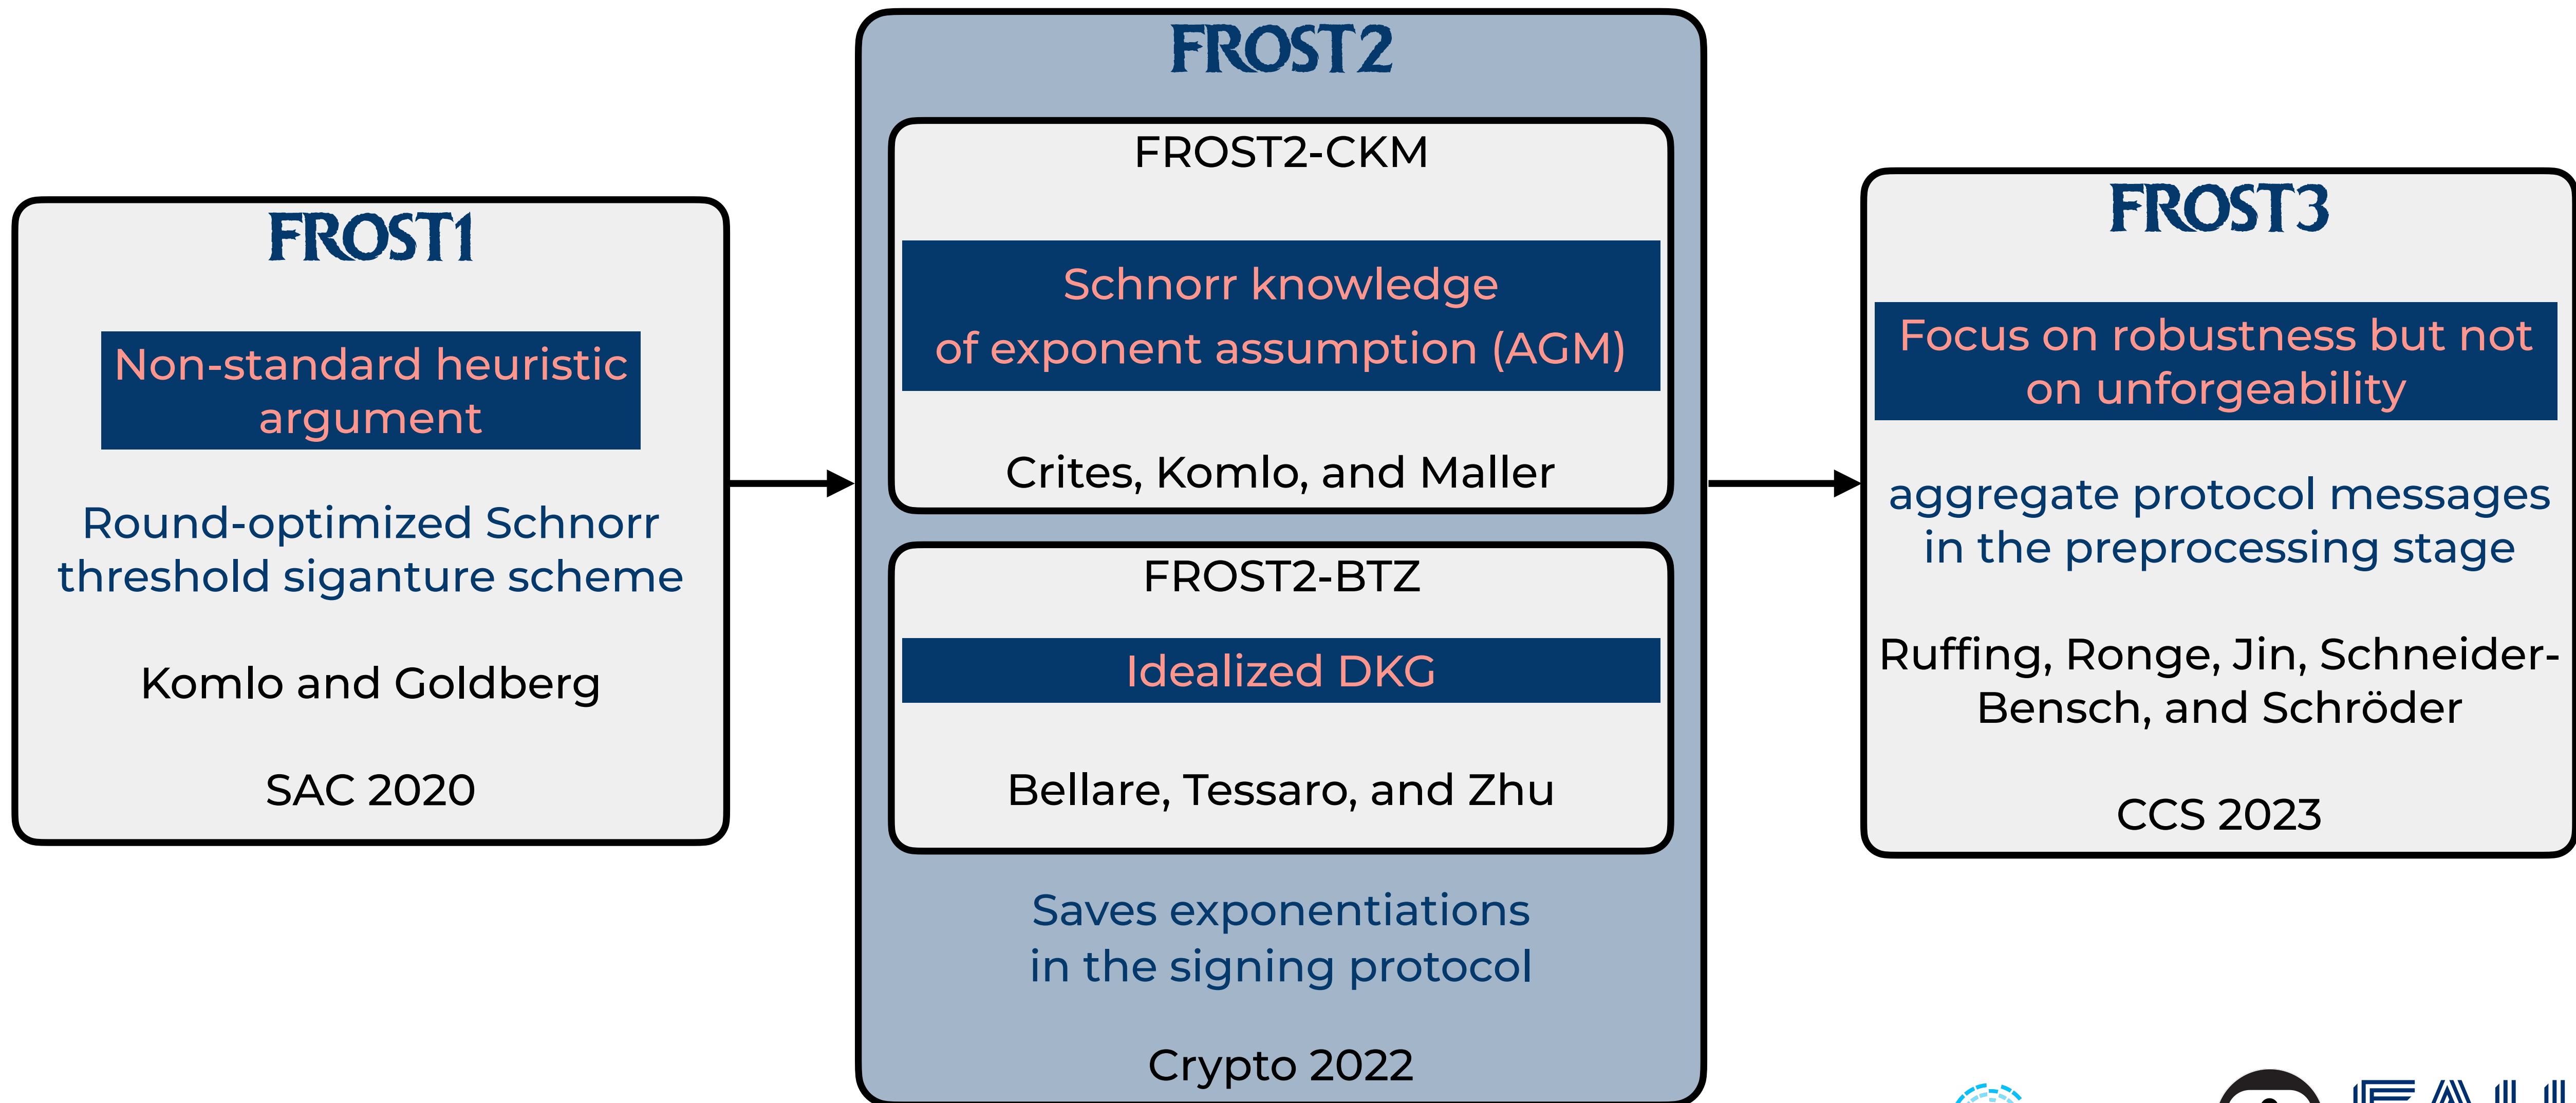 FROST1
Non-standard heuristic
argument
Round-optimized Schnorr
threshold siganture scheme
Komlo and Goldberg
SAC 2020
FROST2
FROST2-CKM
Schnorr knowledge
of exponent assumption (AGM)
Crites, Komlo, and Maller
FROST2-BTZ
Idealized DKG
Bellare, Tessaro, and Zhu
Saves exponentiations
in the signing protocol
Crypto 2022
FROST3
Focus on robustness but not
on unforgeability
aggregate protocol messages
in the preprocessing stage
Ruffing, Ronge, Jin, Schneider-
Bensch, and Schröder
CCS 2023